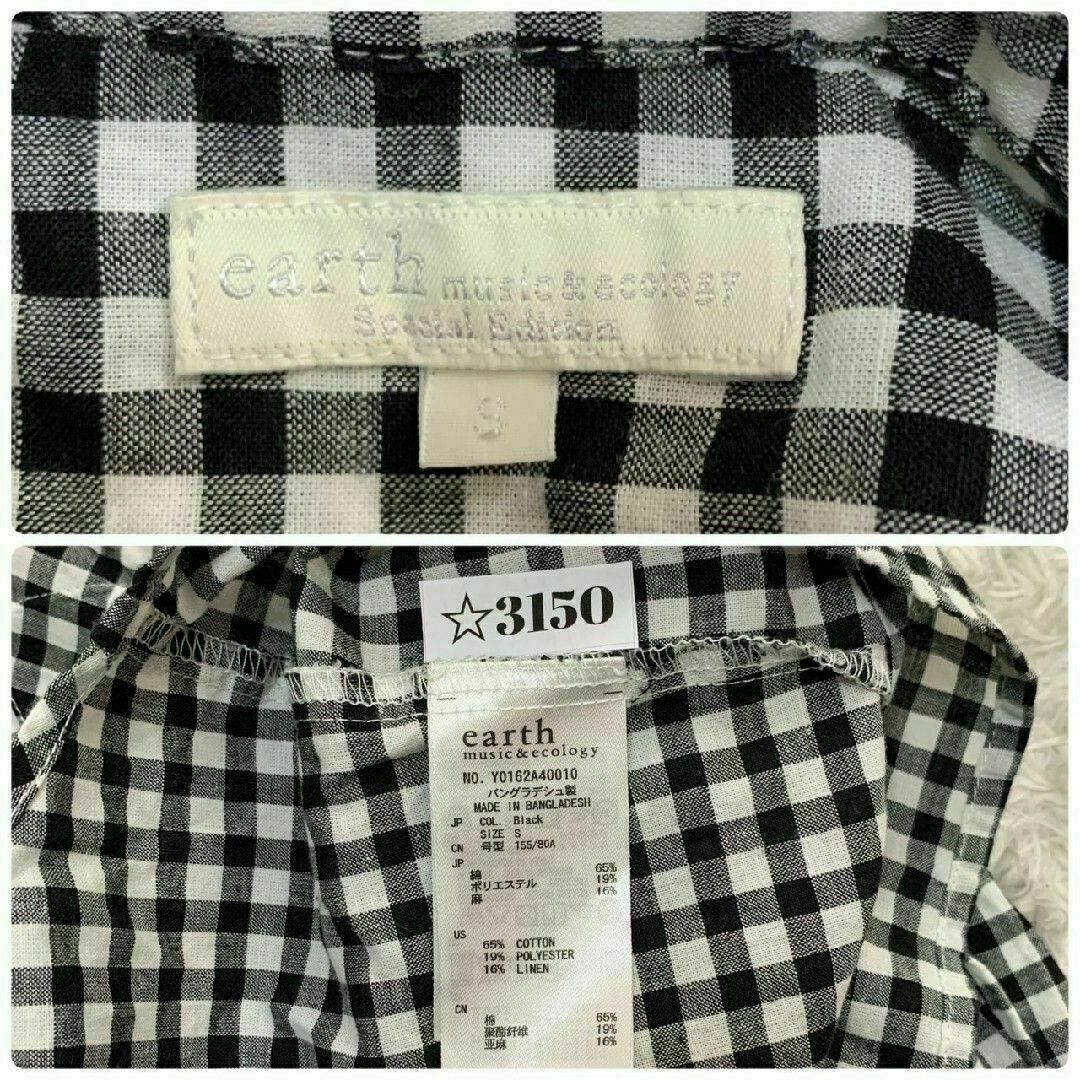 earth music&ecology
Special Edition
S
☆3150
earth
music&ecology
NO. Y0162A40010
バングラデシュ製
MADE IN BANGLADESH
JP COL. Black
SIZE S
CN 号型 155/80A
JP
綿 65%
ポリエステル 19%
麻 16%
US
65% COTTON
19% POLYESTER
16% LINEN
CN
棉 65%
聚酯纤维 19%
亚麻 16%